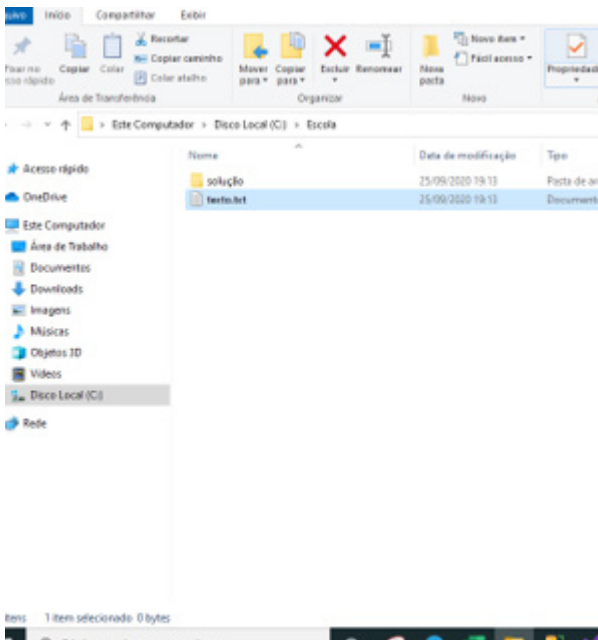 Início Compartilhar Exibir
Copiar Colar
Recortar
Copiar caminho
Colar atalho
Mover para Copiar para Excluir Renomear
Nova pasta
Novo item
Fácil acesso
Área de Transferência Organizar Novo
Este Computador > Disco Local (C:) > Escola
Nome Data de modificação Tipo
solução 25/09/2020 19:13 Pasta de
texto.txt 25/09/2020 19:13
Acesso rápido
OneDrive
Este Computador
Área de Trabalho
Documentos
Downloads
Imagens
Músicas
Objetos 3D
Vídeos
Disco Local (C:)
Rede
1 item selecionado 0 bytes